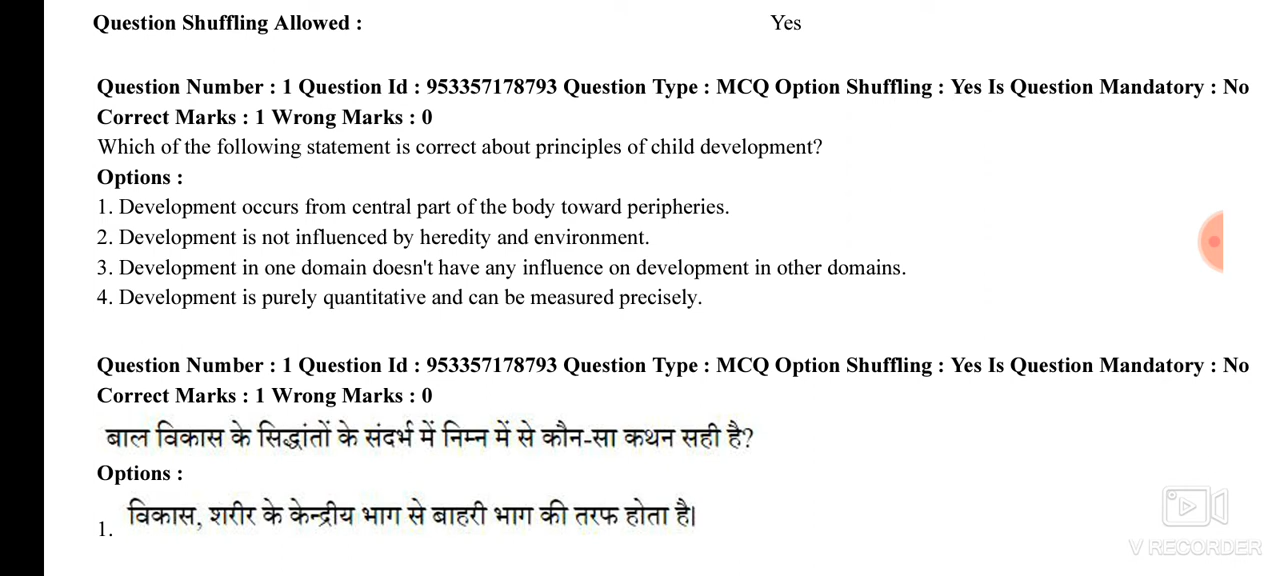 Question Shuffling Allowed : Yes
Question Number : 1 Question Id : 953357178793 Question Type : MCQ Option Shuffling : Yes Is Question Mandatory : No
Correct Marks : 1 Wrong Marks : 0
Which of the following statement is correct about principles of child development?
Options :
1. Development occurs from central part of the body toward peripheries.
2. Development is not influenced by heredity and environment.
3. Development in one domain doesn't have any influence on development in other domains.
4. Development is purely quantitative and can be measured precisely.
Question Number : 1 Question Id : 953357178793 Question Type : MCQ Option Shuffling : Yes Is Question Mandatory : No
Correct Marks : 1 Wrong Marks : 0
बाल विकास के सिद्धांतों के संदर्भ में निम्न में से कौन-सा कथन सही है?
Options :
1. विकास, शरीर के केन्द्रीय भाग से बाहरी भाग की तरफ होता है।
V RECORDER